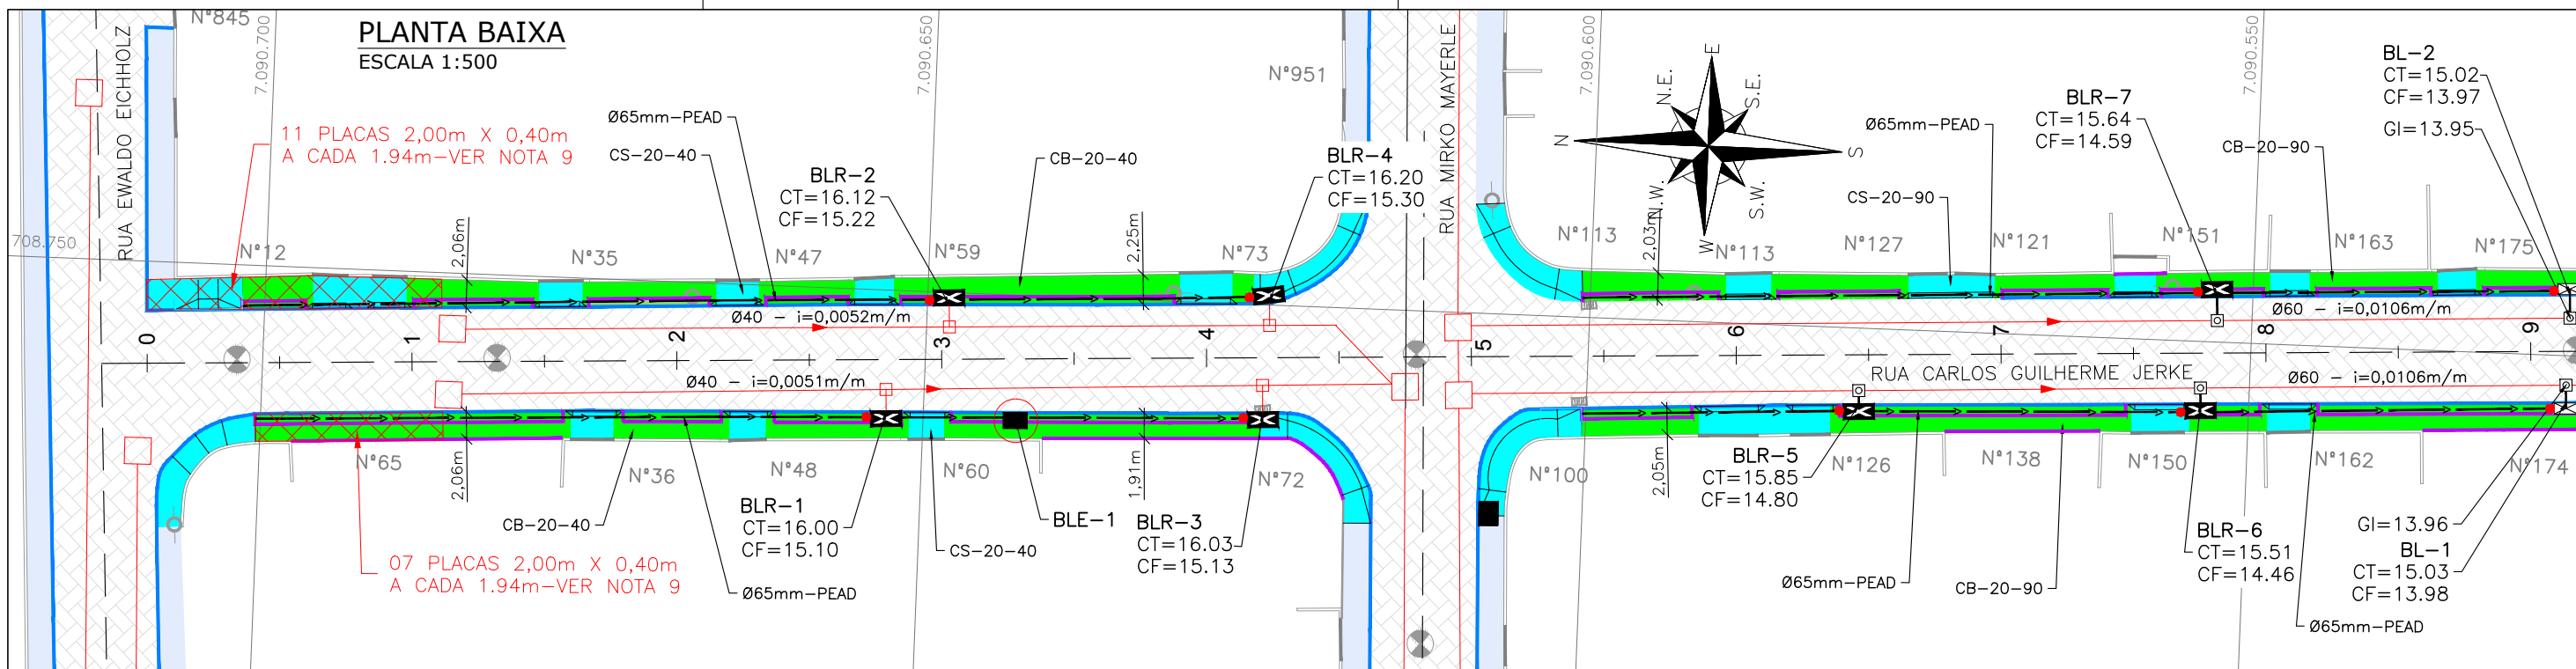 N°845
PLANTA BAIXA
ESCALA 1:500
RUA EWALDO EICHHOLZ
7.090.700
7.090.650
7.090.600
7.090.550
708.750
11 PLACAS 2,00m X 0,40m
A CADA 1.94m-VER NOTA 9
Ø65mm-PEAD
CS-20-40
BLR-2
CT=16.12
CF=15.22
CB-20-40
N°951
BLR-4
CT=16.20
CF=15.30
RUA MIRKO MAYERLE
N
N.E.
E
S.E.
S
S.W.
W
N.W.
Ø65mm-PEAD
CS-20-90
BLR-7
CT=15.64
CF=14.59
CB-20-90
BL-2
CT=15.02
CF=13.97
GI=13.95
N°12
2,06m
N°35
N°47
N°59
2,25m
N°73
N°113
2,03m
N°113
N°127
N°121
N°151
N°163
N°175
Ø40 - i=0,0052m/m
Ø60 - i=0,0106m/m
0
1
2
3
4
5
6
7
8
9
Ø40 - i=0,0051m/m
RUA CARLOS GUILHERME JERKE
Ø60 - i=0,0106m/m
N°65
2,06m
N°36
N°48
N°60
1,91m
N°72
N°100
2,05m
N°126
N°138
N°150
N°162
N°174
CB-20-40
BLR-1
CT=16.00
CF=15.10
Ø65mm-PEAD
CS-20-40
BLE-1
BLR-3
CT=16.03
CF=15.13
07 PLACAS 2,00m X 0,40m
A CADA 1.94m-VER NOTA 9
BLR-5
CT=15.85
CF=14.80
Ø65mm-PEAD
CB-20-90
BLR-6
CT=15.51
CF=14.46
GI=13.96
BL-1
CT=15.03
CF=13.98
Ø65mm-PEAD